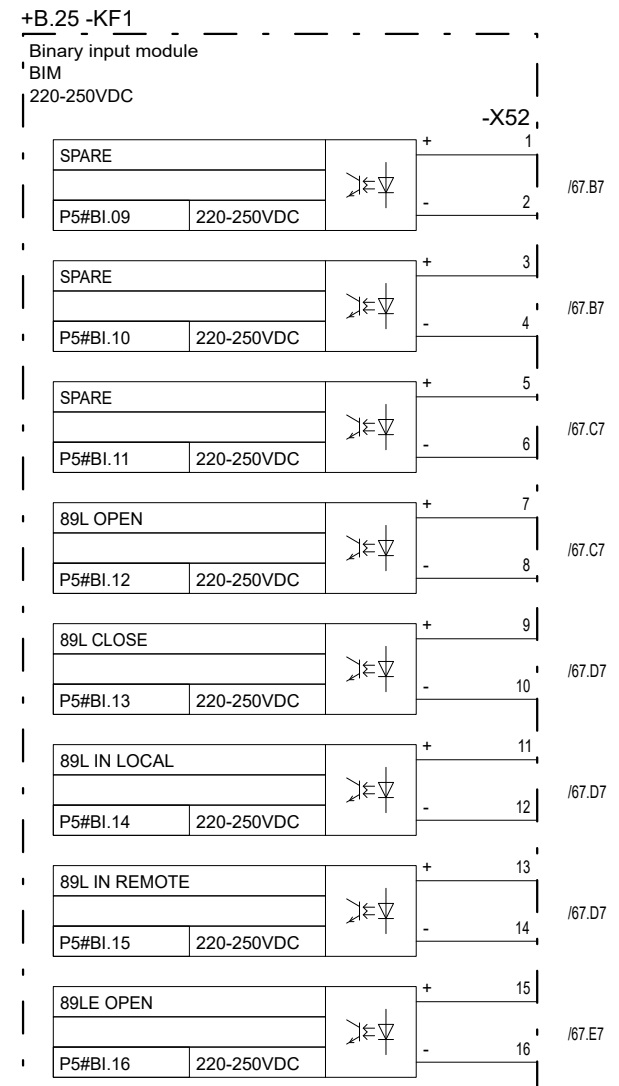 +B.25 -KF1
Binary input module
BIM
220-250VDC
-X52
SPARE + 1
/67.B7
P5#BI.09 220-250VDC - 2
SPARE + 3
/67.B7
P5#BI.10 220-250VDC - 4
SPARE + 5
/67.C7
P5#BI.11 220-250VDC - 6
89L OPEN + 7
/67.C7
P5#BI.12 220-250VDC - 8
89L CLOSE + 9
/67.D7
P5#BI.13 220-250VDC - 10
89L IN LOCAL + 11
/67.D7
P5#BI.14 220-250VDC - 12
89L IN REMOTE + 13
/67.D7
P5#BI.15 220-250VDC - 14
89LE OPEN + 15
/67.E7
P5#BI.16 220-250VDC - 16